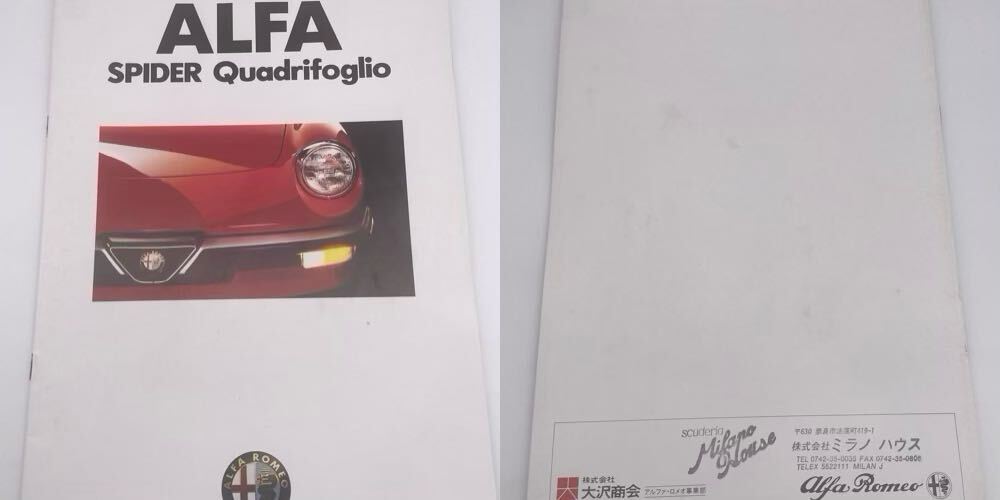 ALFA
SPIDER Quadrifoglio
ALFA ROMEO
scuderia
Milano
House
〒630 奈良市法蓮町419-1
株式会社ミラノ ハウス
TEL 0742-35-0035 FAX 0742-35-0806
TELEX 5522111 MILAN J
株式会社
大沢商会 アルファ・ロメオ事業部
Alfa Romeo